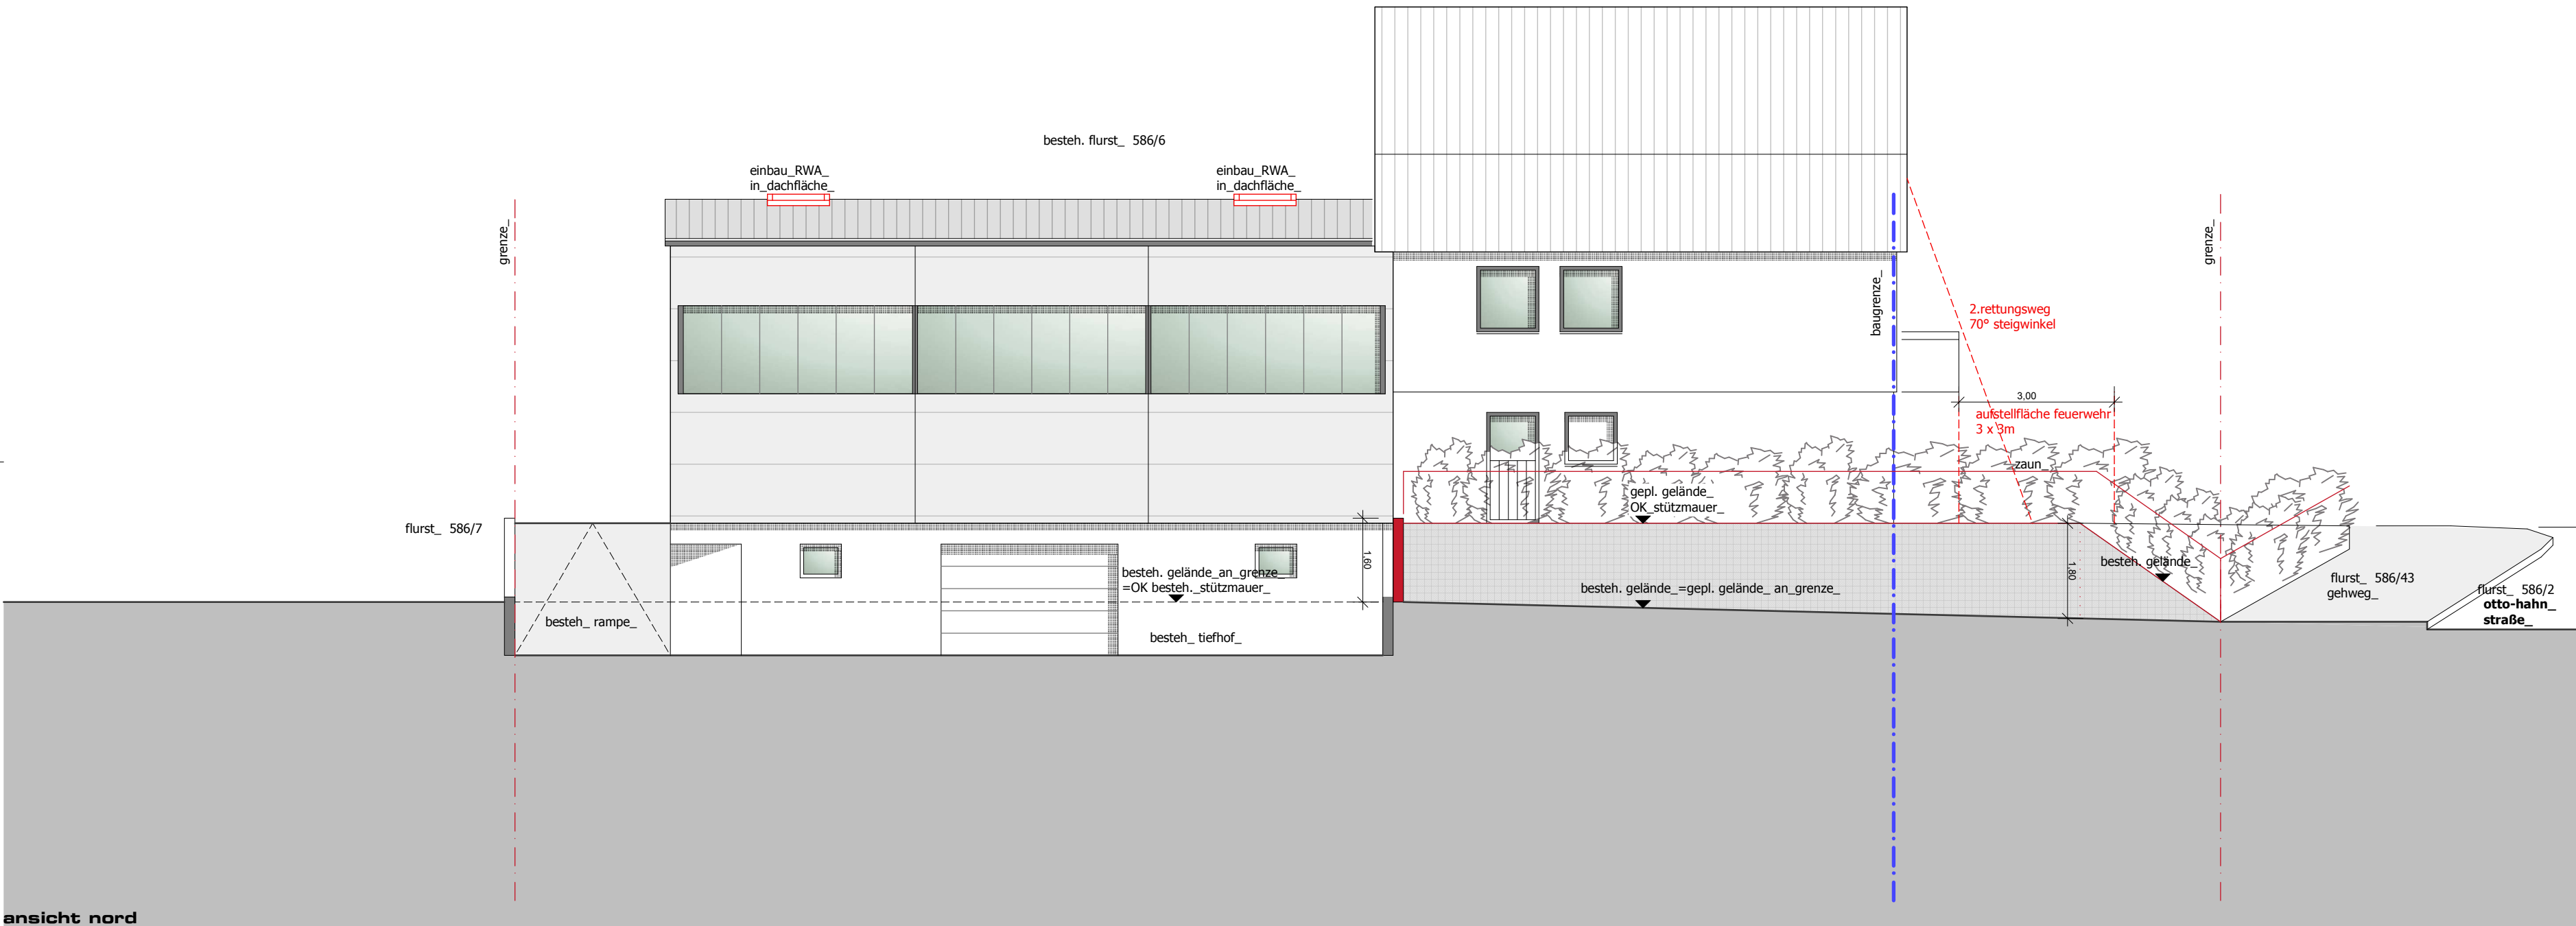 besteh. flurst_ 586/6
einbau_RWA_
in_dachfläche_
einbau_RWA_
in_dachfläche_
grenze_
grenze_
baugrenze_
2.rettungsweg
70° steigwinkel
3,00
aufstellfläche feuerwehr
3 x 3m
zaun_
gepl. gelände_
OK_stützmauer_
flurst_ 586/7
1,60
besteh. gelände_an_grenze_
=OK besteh._stützmauer_
besteh. gelände_=gepl. gelände_ an_grenze_
1,80
besteh. gelände_
flurst_ 586/43
gehweg_
flurst_ 586/2
otto-hahn_
straße_
besteh_ rampe_
besteh_ tiefhof_
ansicht nord